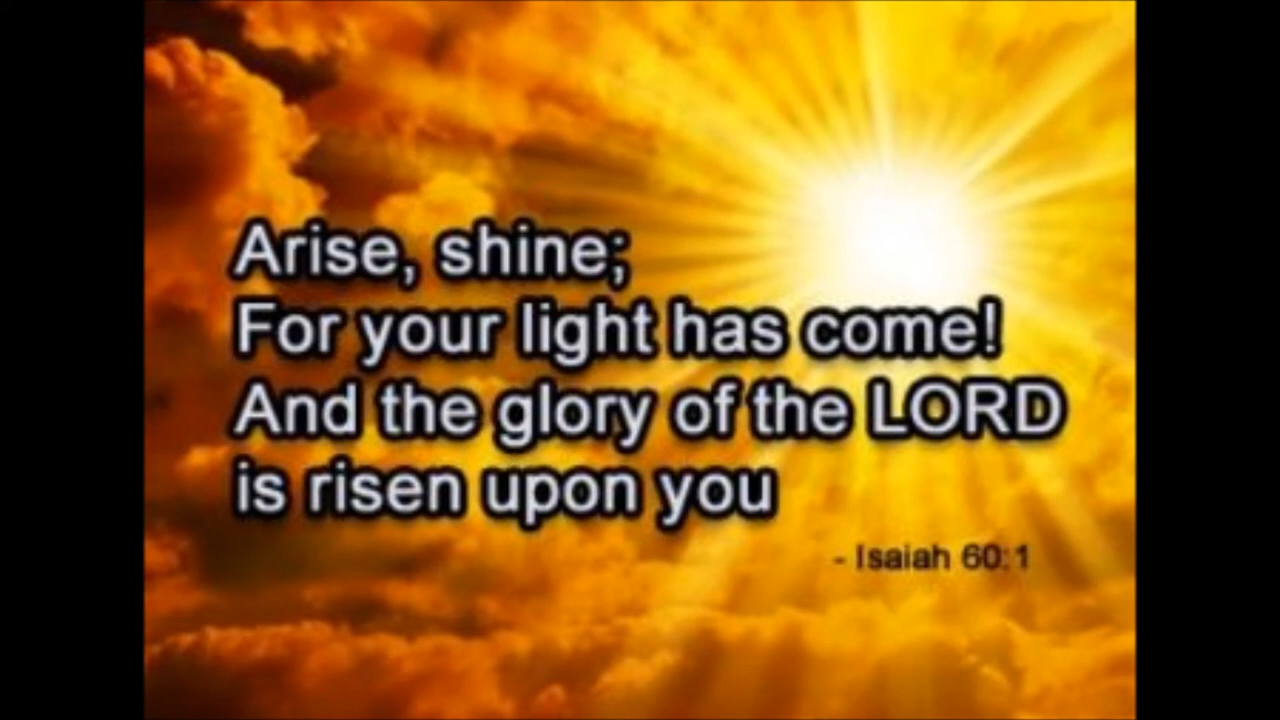 Arise, shine;
For your light has come!
And the glory of the LORD
is risen upon you
- Isaiah 60:1